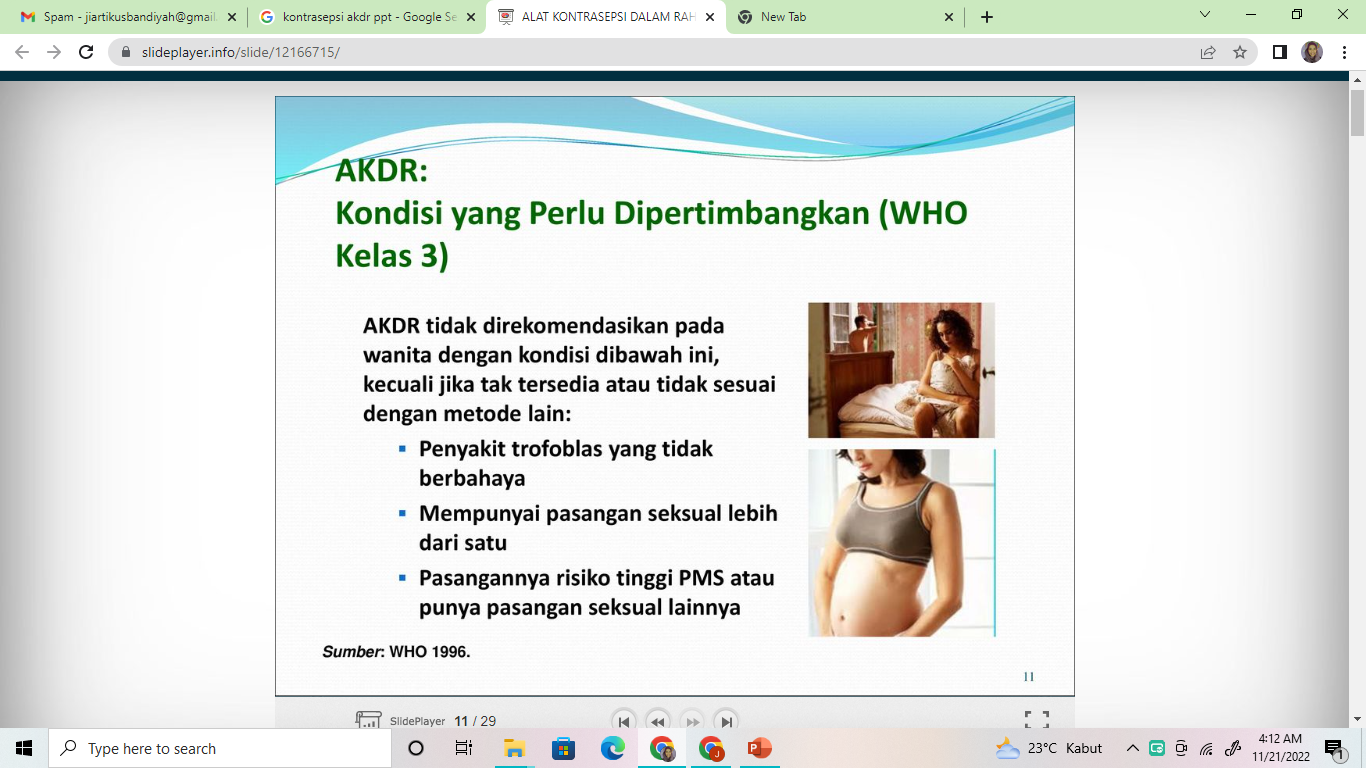 Spam - jiartikusbandiyah@gmail.
kontrasepsi akdr ppt - Google Se
ALAT KONTRASEPSI DALAM RAH
New Tab
slideplayer.info/slide/12166715/
AKDR:
Kondisi yang Perlu Dipertimbangkan (WHO
Kelas 3)
AKDR tidak direkomendasikan pada
wanita dengan kondisi dibawah ini,
kecuali jika tak tersedia atau tidak sesuai
dengan metode lain:
Penyakit trofoblas yang tidak
berbahaya
Mempunyai pasangan seksual lebih
dari satu
Pasangannya risiko tinggi PMS atau
punya pasangan seksual lainnya
Sumber: WHO 1996.
11
SlidePlayer 11 / 29
Type here to search
23°C Kabut
4:12 AM
11/21/2022
1